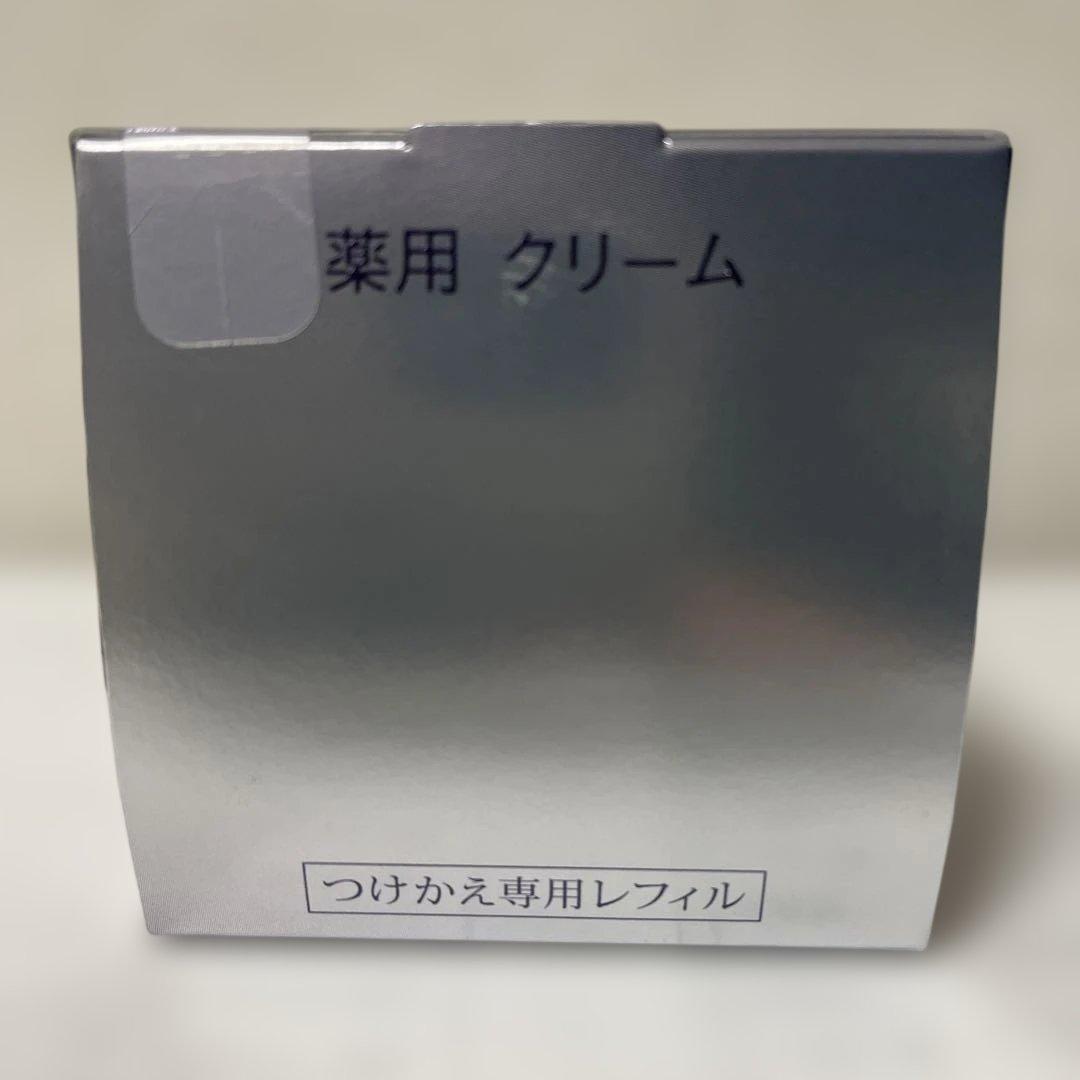 薬用 クリーム
つけかえ専用レフィル